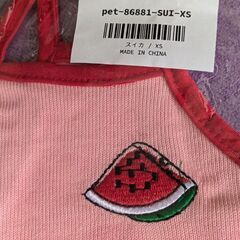 pet-86881-SUI-XS
スイカ / XS
MADE IN CHINA